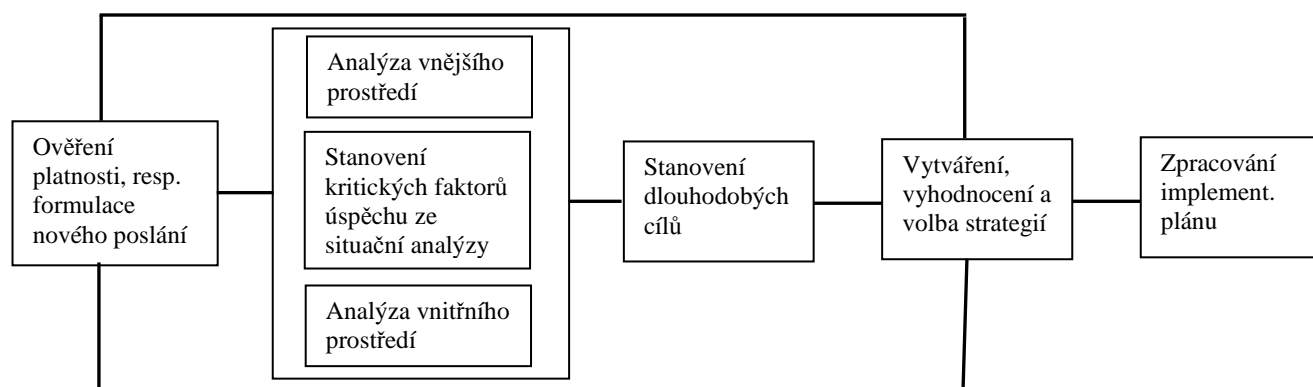 Ověření
platnosti, resp.
formulace
nového poslání
Analýza vnějšího
prostředí
Stanovení
kritických faktorů
úspěchu ze
situační analýzy
Analýza vnitřního
prostředí
Stanovení
dlouhodobých
cílů
Vytváření,
vyhodnocení a
volba strategií
Zpracování
implement.
plánu